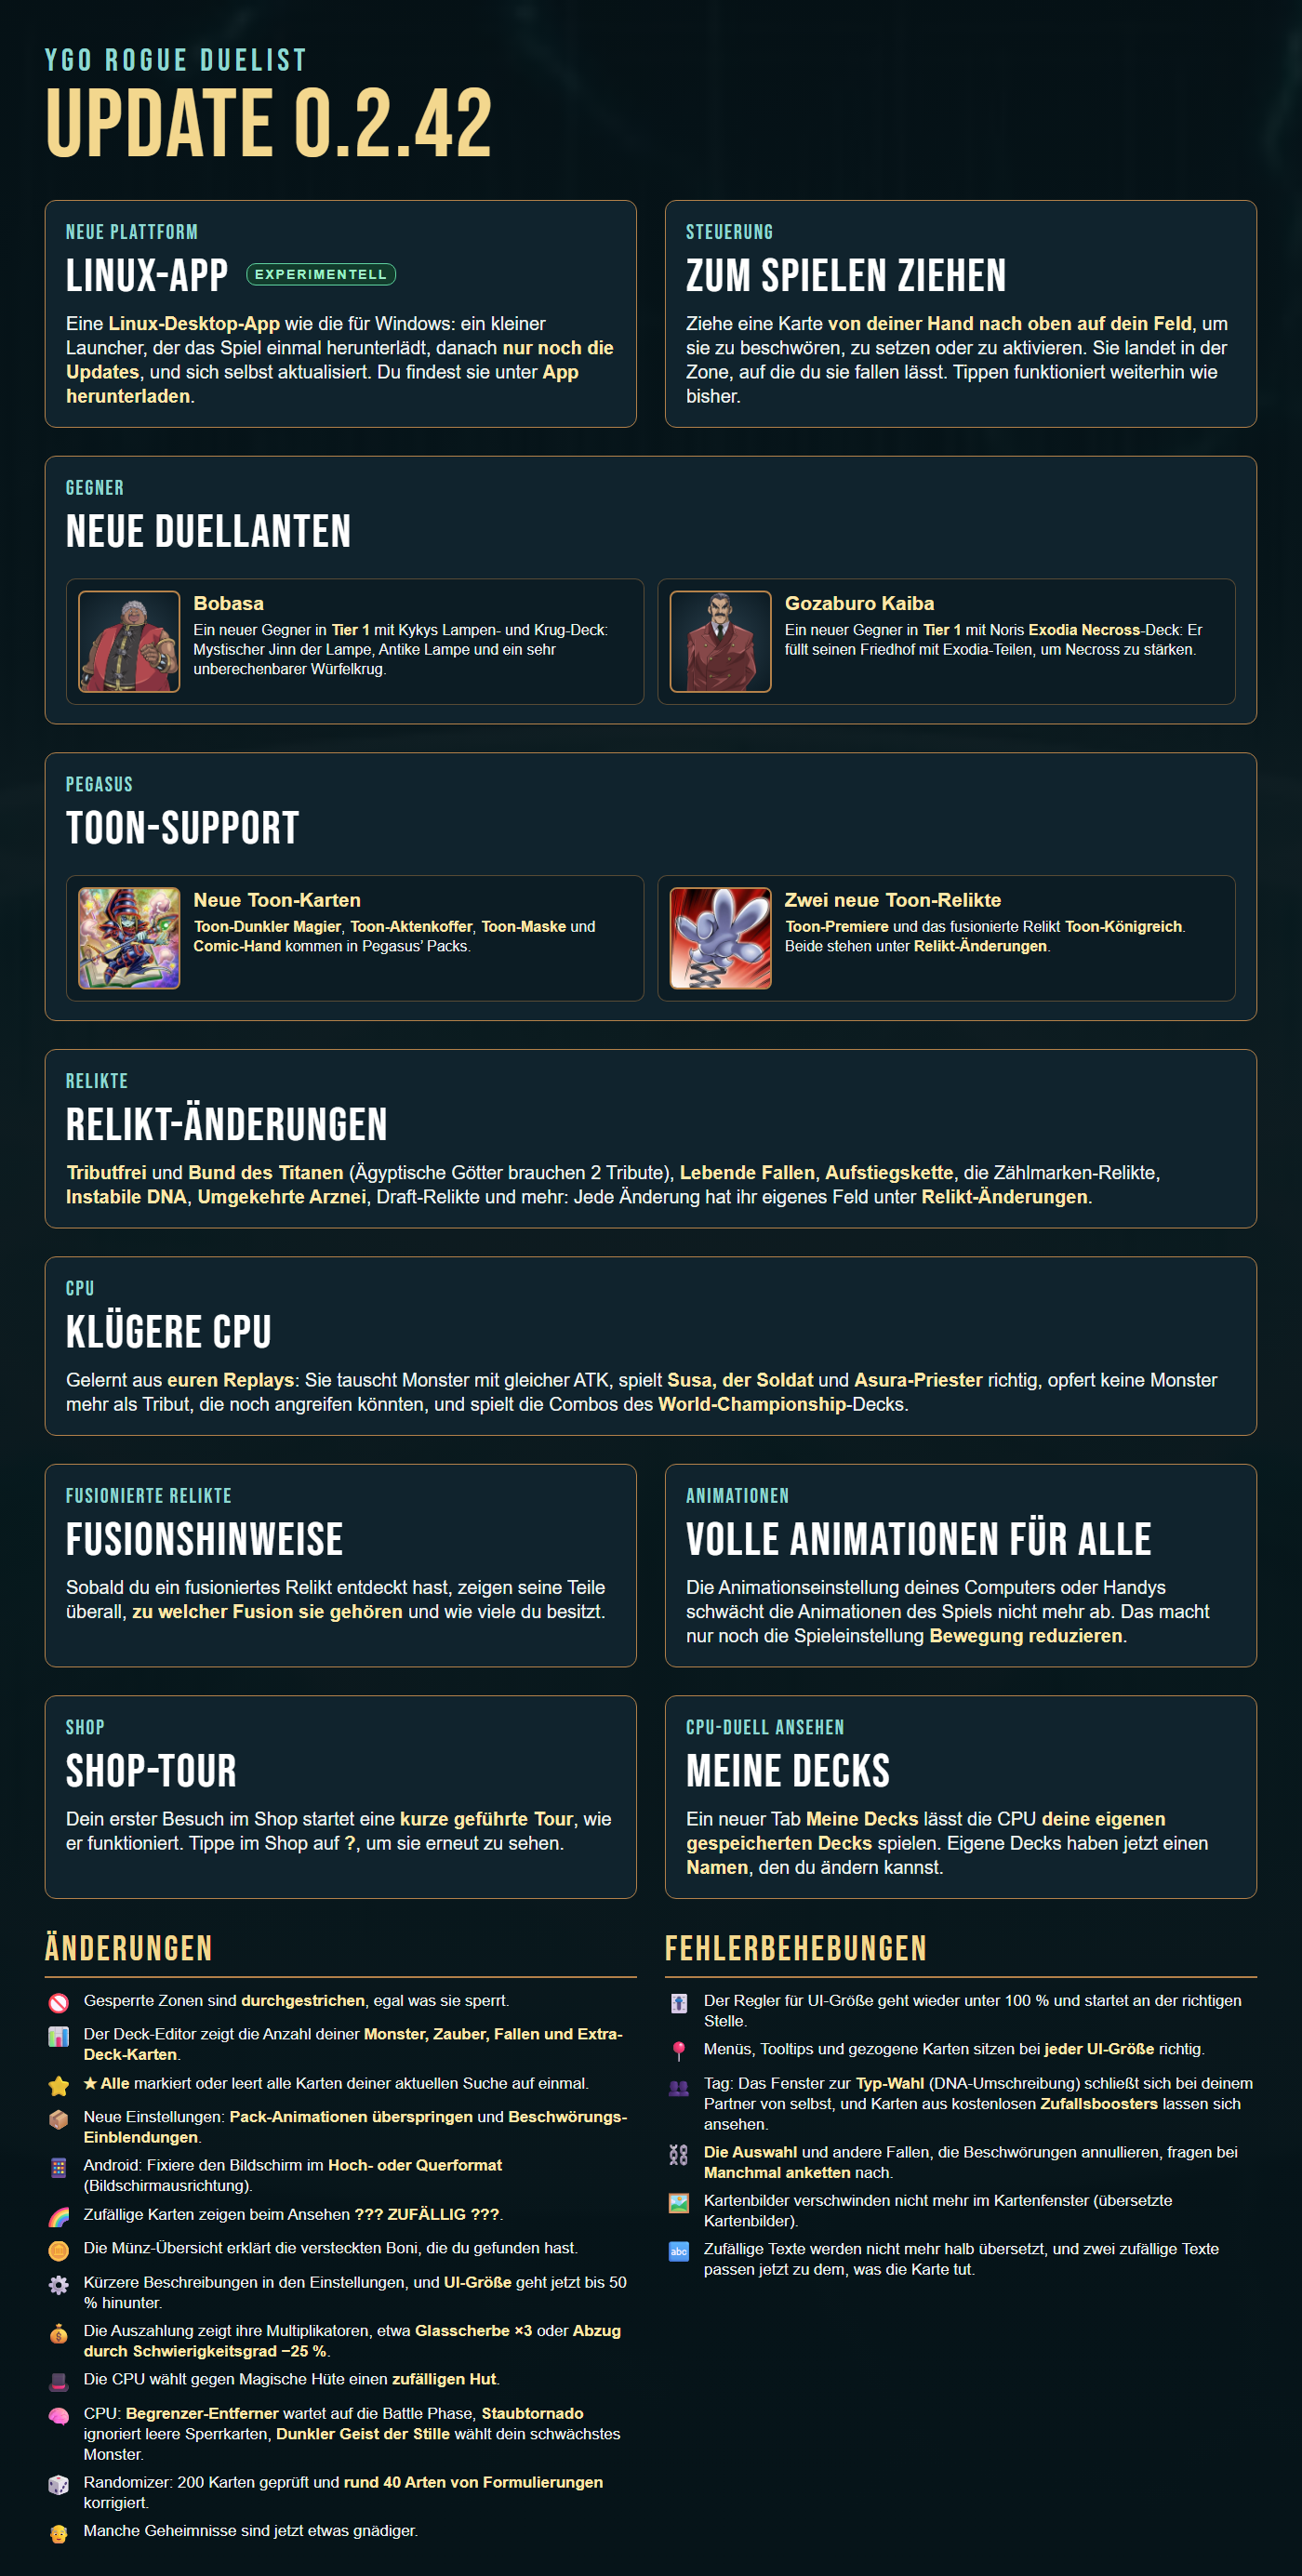 YGO ROGUE DUELIST
UPDATE 0.2.42
NEUE PLATTFORM
LINUX-APP EXPERIMENTELL
Eine Linux-Desktop-App wie die für Windows: ein kleiner
Launcher, der das Spiel einmal herunterlädt, danach nur noch die
Updates, und sich selbst aktualisiert. Du findest sie unter App
herunterladen.
STEUERUNG
ZUM SPIELEN ZIEHEN
Ziehe eine Karte von deiner Hand nach oben auf dein Feld, um
sie zu beschwören, zu setzen oder zu aktivieren. Sie landet in der
Zone, auf die du sie fallen lässt. Tippen funktioniert weiterhin wie
bisher.
GEGNER
NEUE DUELLANTEN
Bobasa
Ein neuer Gegner in Tier 1 mit Kykys Lampen- und Krug-Deck:
Mystischer Jinn der Lampe, Antike Lampe und ein sehr
unberechenbarer Würfelkrug.
Gozaburo Kaiba
Ein neuer Gegner in Tier 1 mit Noris Exodia Necross-Deck: Er
füllt seinen Friedhof mit Exodia-Teilen, um Necross zu stärken.
PEGASUS
TOON-SUPPORT
Neue Toon-Karten
Toon-Dunkler Magier, Toon-Aktenkoffer, Toon-Maske und
Comic-Hand kommen in Pegasus' Packs.
Zwei neue Toon-Relikte
Toon-Premiere und das fusionierte Relikt Toon-Königreich.
Beide stehen unter Relikt-Änderungen.
RELIKTE
RELIKT-ÄNDERUNGEN
Tributfrei und Bund des Titanen (Ägyptische Götter brauchen 2 Tribute), Lebende Fallen, Aufstiegskette, die Zählmarken-Relikte,
Instabile DNA, Umgekehrte Arznei, Draft-Relikte und mehr: Jede Änderung hat ihr eigenes Feld unter Relikt-Änderungen.
CPU
KLÜGERE CPU
Gelernt aus euren Replays: Sie tauscht Monster mit gleicher ATK, spielt Susa, der Soldat und Asura-Priester richtig, opfert keine Monster
mehr als Tribut, die noch angreifen könnten, und spielt die Combos des World-Championship-Decks.
FUSIONIERTE RELIKTE
FUSIONSHINWEISE
Sobald du ein fusioniertes Relikt entdeckt hast, zeigen seine Teile
überall, zu welcher Fusion sie gehören und wie viele du besitzt.
ANIMATIONEN
VOLLE ANIMATIONEN FÜR ALLE
Die Animationseinstellung deines Computers oder Handys
schwächt die Animationen des Spiels nicht mehr ab. Das macht
nur noch die Spieleinstellung Bewegung reduzieren.
SHOP
SHOP-TOUR
Dein erster Besuch im Shop startet eine kurze geführte Tour, wie
er funktioniert. Tippe im Shop auf ?, um sie erneut zu sehen.
CPU-DUELL ANSEHEN
MEINE DECKS
Ein neuer Tab Meine Decks lässt die CPU deine eigenen
gespeicherten Decks spielen. Eigene Decks haben jetzt einen
Namen, den du ändern kannst.
ÄNDERUNGEN
Gesperrte Zonen sind durchgestrichen, egal was sie sperrt.
Der Deck-Editor zeigt die Anzahl deiner Monster, Zauber, Fallen und Extra-
Deck-Karten.
★ Alle markiert oder leert alle Karten deiner aktuellen Suche auf einmal.
Neue Einstellungen: Pack-Animationen überspringen und Beschwörungs-
Einblendungen.
Android: Fixiere den Bildschirm im Hoch- oder Querformat
(Bildschirmausrichtung).
Zufällige Karten zeigen beim Ansehen ??? ZUFÄLLIG ???.
Die Münz-Übersicht erklärt die versteckten Boni, die du gefunden hast.
Kürzere Beschreibungen in den Einstellungen, und UI-Größe geht jetzt bis 50
% hinunter.
Die Auszahlung zeigt ihre Multiplikatoren, etwa Glasscherbe ×3 oder Abzug
durch Schwierigkeitsgrad −25 %.
Die CPU wählt gegen Magische Hüte einen zufälligen Hut.
CPU: Begrenzer-Entferner wartet auf die Battle Phase, Staubtornado
ignoriert leere Sperrkarten, Dunkler Geist der Stille wählt dein schwächstes
Monster.
Randomizer: 200 Karten geprüft und rund 40 Arten von Formulierungen
korrigiert.
Manche Geheimnisse sind jetzt etwas gnädiger.
FEHLERBEHEBUNGEN
Der Regler für UI-Größe geht wieder unter 100 % und startet an der richtigen
Stelle.
Menüs, Tooltips und gezogene Karten sitzen bei jeder UI-Größe richtig.
Tag: Das Fenster zur Typ-Wahl (DNA-Umschreibung) schließt sich bei deinem
Partner von selbst, und Karten aus kostenlosen Zufallsboosters lassen sich
ansehen.
Die Auswahl und andere Fallen, die Beschwörungen annullieren, fragen bei
Manchmal anketten nach.
Kartenbilder verschwinden nicht mehr im Kartenfenster (übersetzte
Kartenbilder).
abc
Zufällige Texte werden nicht mehr halb übersetzt, und zwei zufällige Texte
passen jetzt zu dem, was die Karte tut.